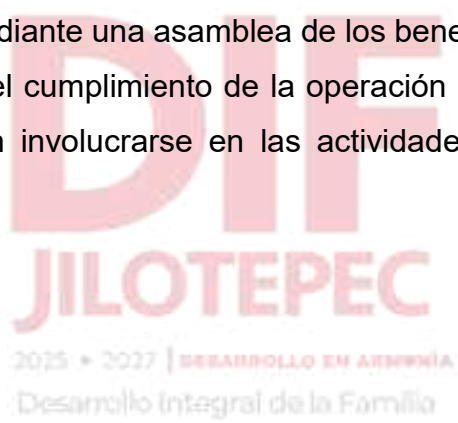 diante una asamblea de los bene
el cumplimiento de la operación
involucrarse en las actividade
DIF
JILOTEPEC
2025 • 2027 | DESARROLLO EN ARMONÍA
Desarrollo Integral de la Familia